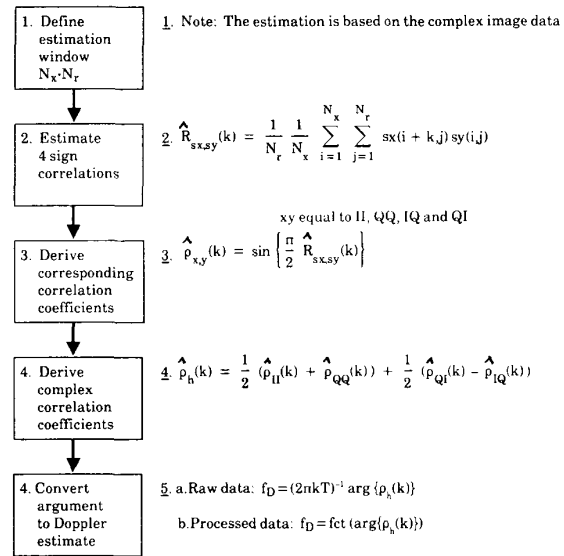 1. Define
estimation
window
Nx·Nr
1. Note: The estimation is based on the complex image data
2. Estimate
4 sign
correlations
2. R̂sx,sy(k) = 1/Nr 1/Nx Σ(i=1 to Nx) Σ(j=1 to Nr) sx(i + k,j) sy(i,j)
xy equal to II, QQ, IQ and QI
3. Derive
corresponding
correlation
coefficients
3. ρ̂x,y(k) = sin { π/2 R̂sx,sy(k) }
4. Derive
complex
correlation
coefficients
4. ρ̂h(k) = 1/2 (ρ̂II(k) + ρ̂QQ(k)) + 1/2 (ρ̂QI(k) – ρ̂IQ(k))
4. Convert
argument
to Doppler
estimate
5. a.Raw data: fD=(2πkT)⁻¹ arg {ρh(k)}
b.Processed data: fD=fct (arg{ρh(k)})